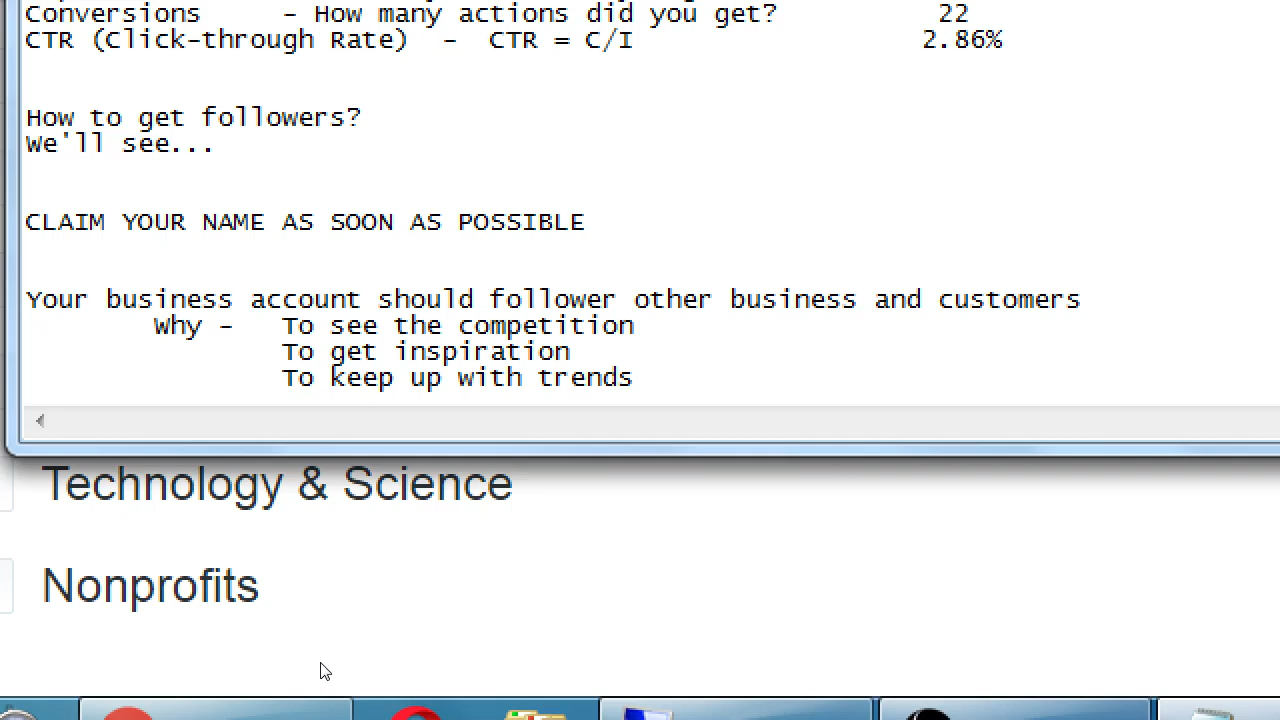 Conversions - How many actions did you get? 22
CTR (Click-through Rate) - CTR = C/I 2.86%
How to get followers?
We'll see...
CLAIM YOUR NAME AS SOON AS POSSIBLE
Your business account should follower other business and customers
Why - To see the competition
To get inspiration
To keep up with trends
Technology & Science
Nonprofits